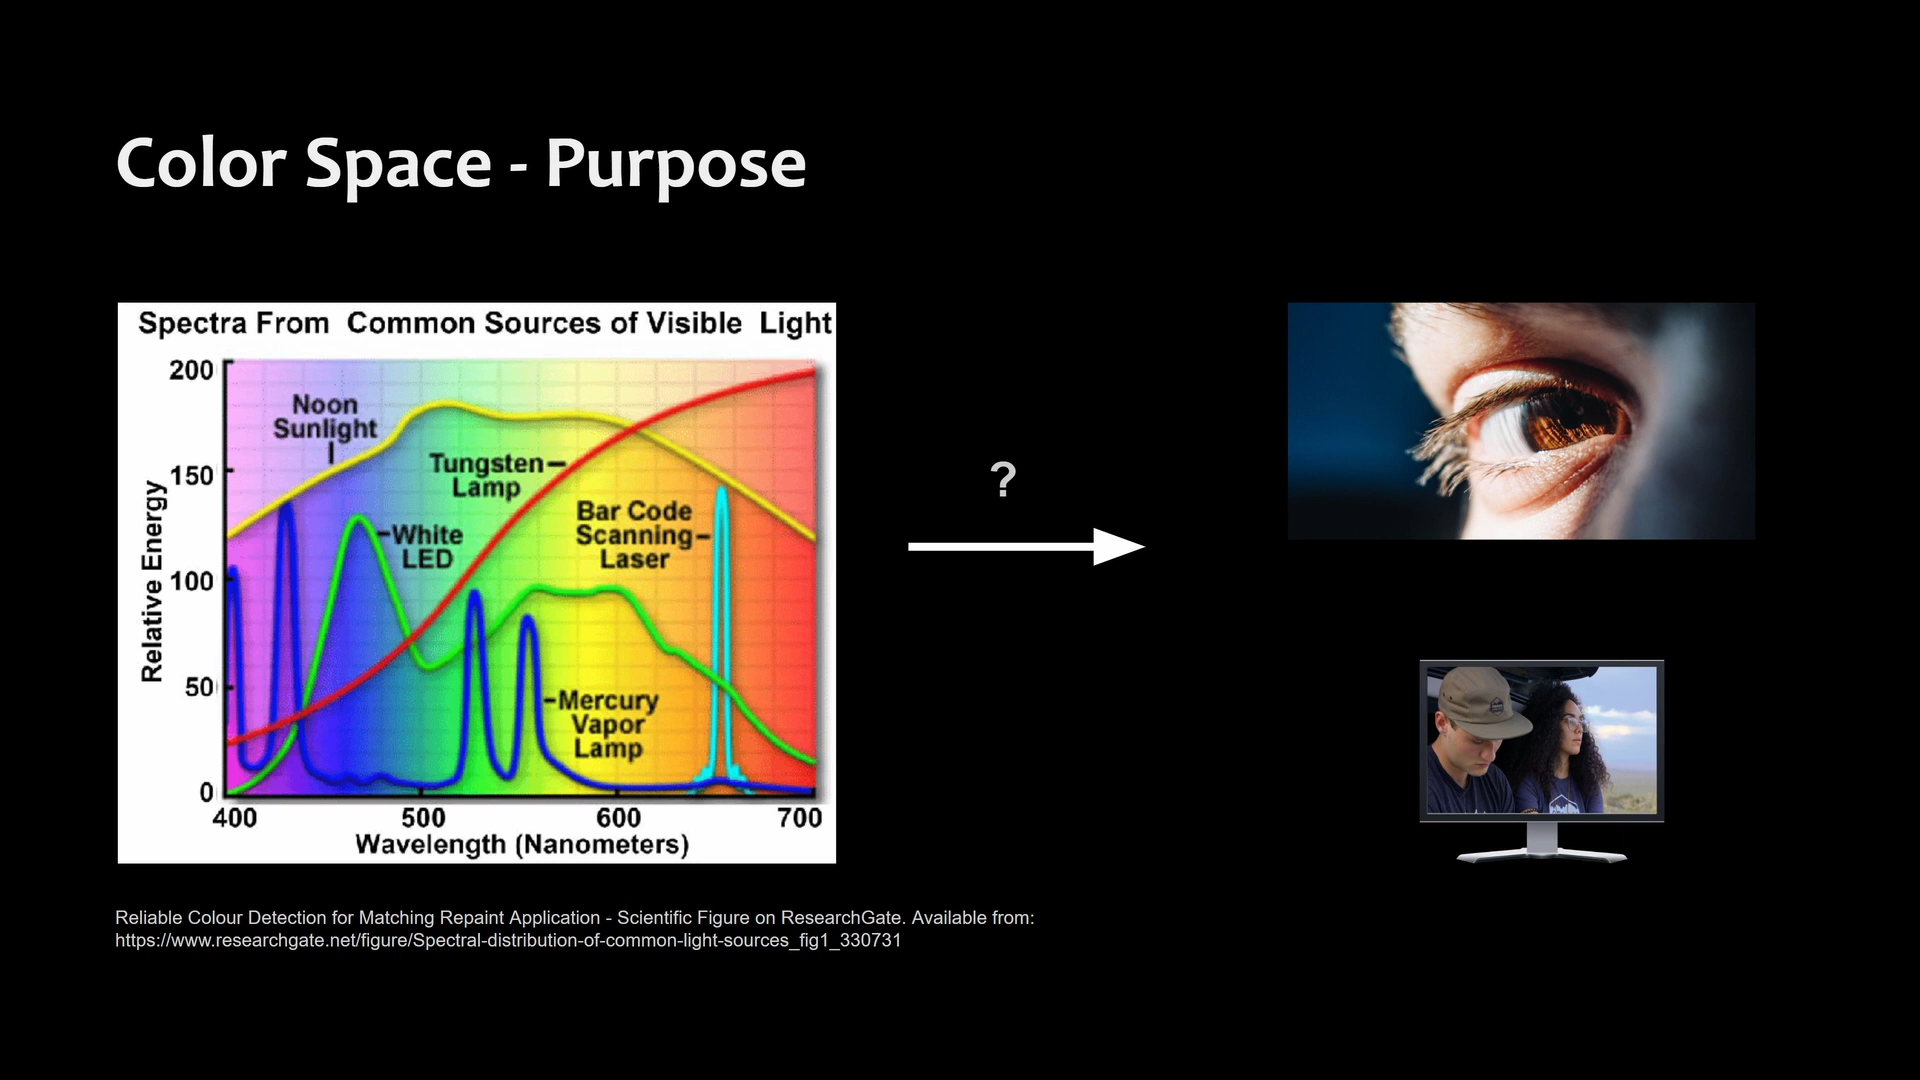 Color Space - Purpose
Spectra From Common Sources of Visible Light
200
150
100
50
0
Relative Energy
Noon
Sunlight
Tungsten
Lamp
White
LED
Bar Code
Scanning
Laser
Mercury
Vapor
Lamp
400
500
600
700
Wavelength (Nanometers)
?
Reliable Colour Detection for Matching Repaint Application - Scientific Figure on ResearchGate. Available from:
https://www.researchgate.net/figure/Spectral-distribution-of-common-light-sources_fig1_330731